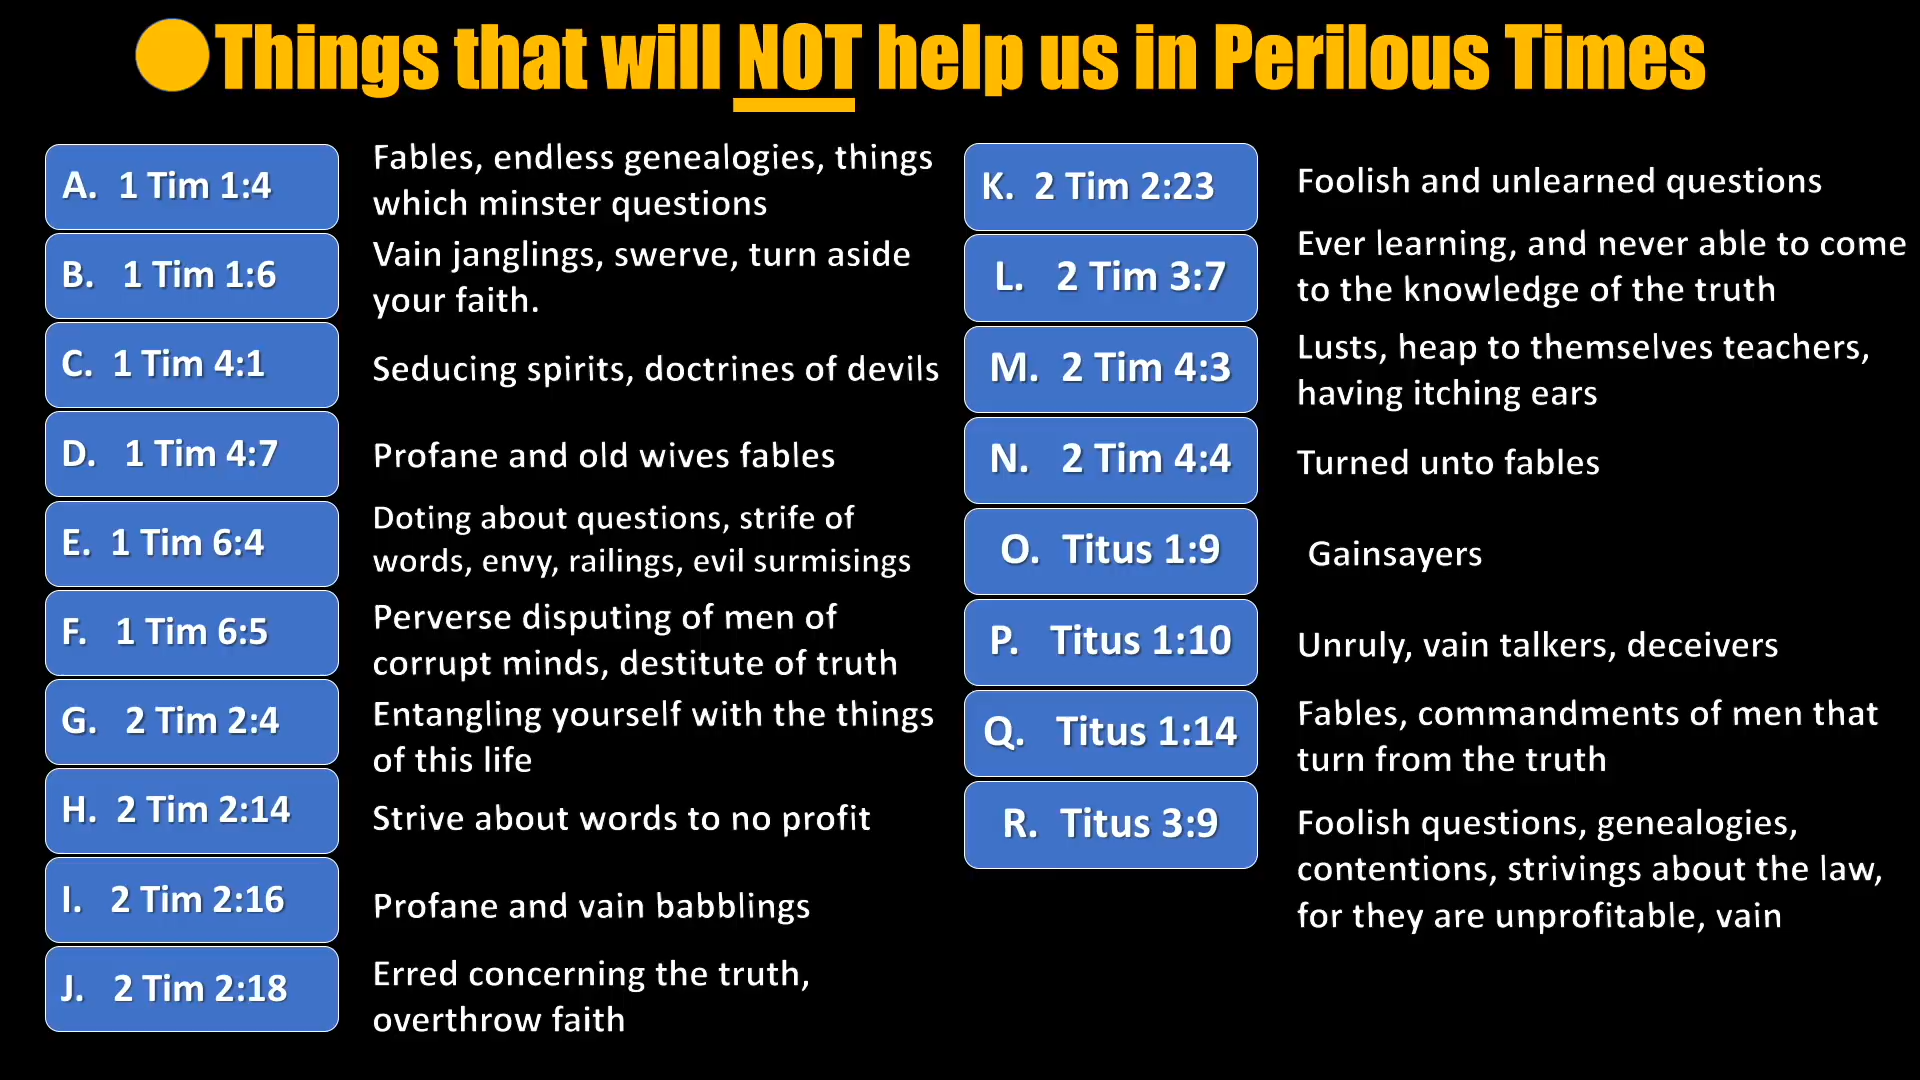 Things that will NOT help us in Perilous Times
A. 1 Tim 1:4
Fables, endless genealogies, things
which minster questions
B. 1 Tim 1:6
Vain janglings, swerve, turn aside
your faith.
C. 1 Tim 4:1
Seducing spirits, doctrines of devils
D. 1 Tim 4:7
Profane and old wives fables
E. 1 Tim 6:4
Doting about questions, strife of
words, envy, railings, evil surmisings
F. 1 Tim 6:5
Perverse disputing of men of
corrupt minds, destitute of truth
G. 2 Tim 2:4
Entangling yourself with the things
of this life
H. 2 Tim 2:14
Strive about words to no profit
I. 2 Tim 2:16
Profane and vain babblings
J. 2 Tim 2:18
Erred concerning the truth,
overthrow faith
K. 2 Tim 2:23
Foolish and unlearned questions
L. 2 Tim 3:7
Ever learning, and never able to come
to the knowledge of the truth
M. 2 Tim 4:3
Lusts, heap to themselves teachers,
having itching ears
N. 2 Tim 4:4
Turned unto fables
O. Titus 1:9
Gainsayers
P. Titus 1:10
Unruly, vain talkers, deceivers
Q. Titus 1:14
Fables, commandments of men that
turn from the truth
R. Titus 3:9
Foolish questions, genealogies,
contentions, strivings about the law,
for they are unprofitable, vain